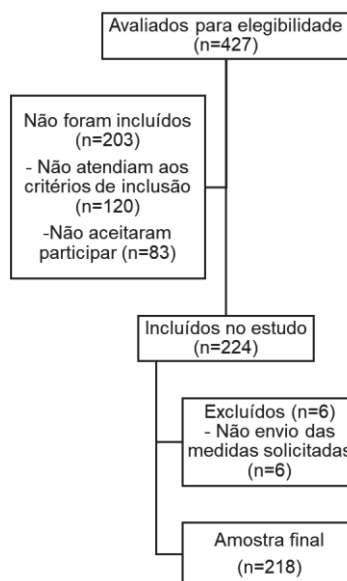 Avaliados para elegibilidade
(n=427)
Não foram incluídos
(n=203)
- Não atendiam aos
critérios de inclusão
(n=120)
-Não aceitaram
participar (n=83)
Incluídos no estudo
(n=224)
Excluídos (n=6)
- Não envio das
medidas solicitadas
(n=6)
Amostra final
(n=218)